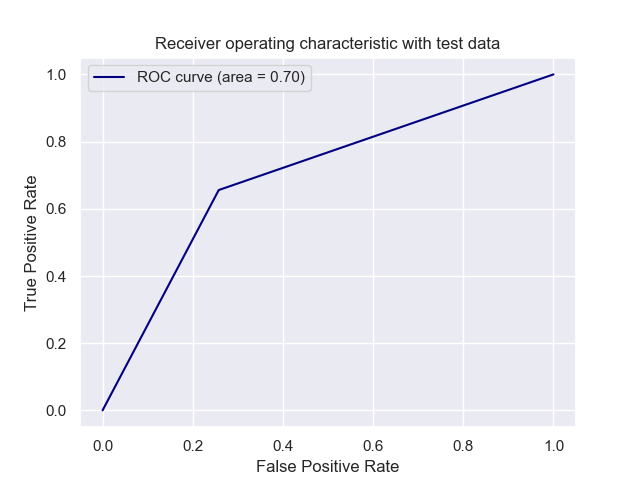 Receiver operating characteristic with test data
ROC curve (area = 0.70)
True Positive Rate
1.0
0.8
0.6
0.4
0.2
0.0
0.0 0.2 0.4 0.6 0.8 1.0
False Positive Rate